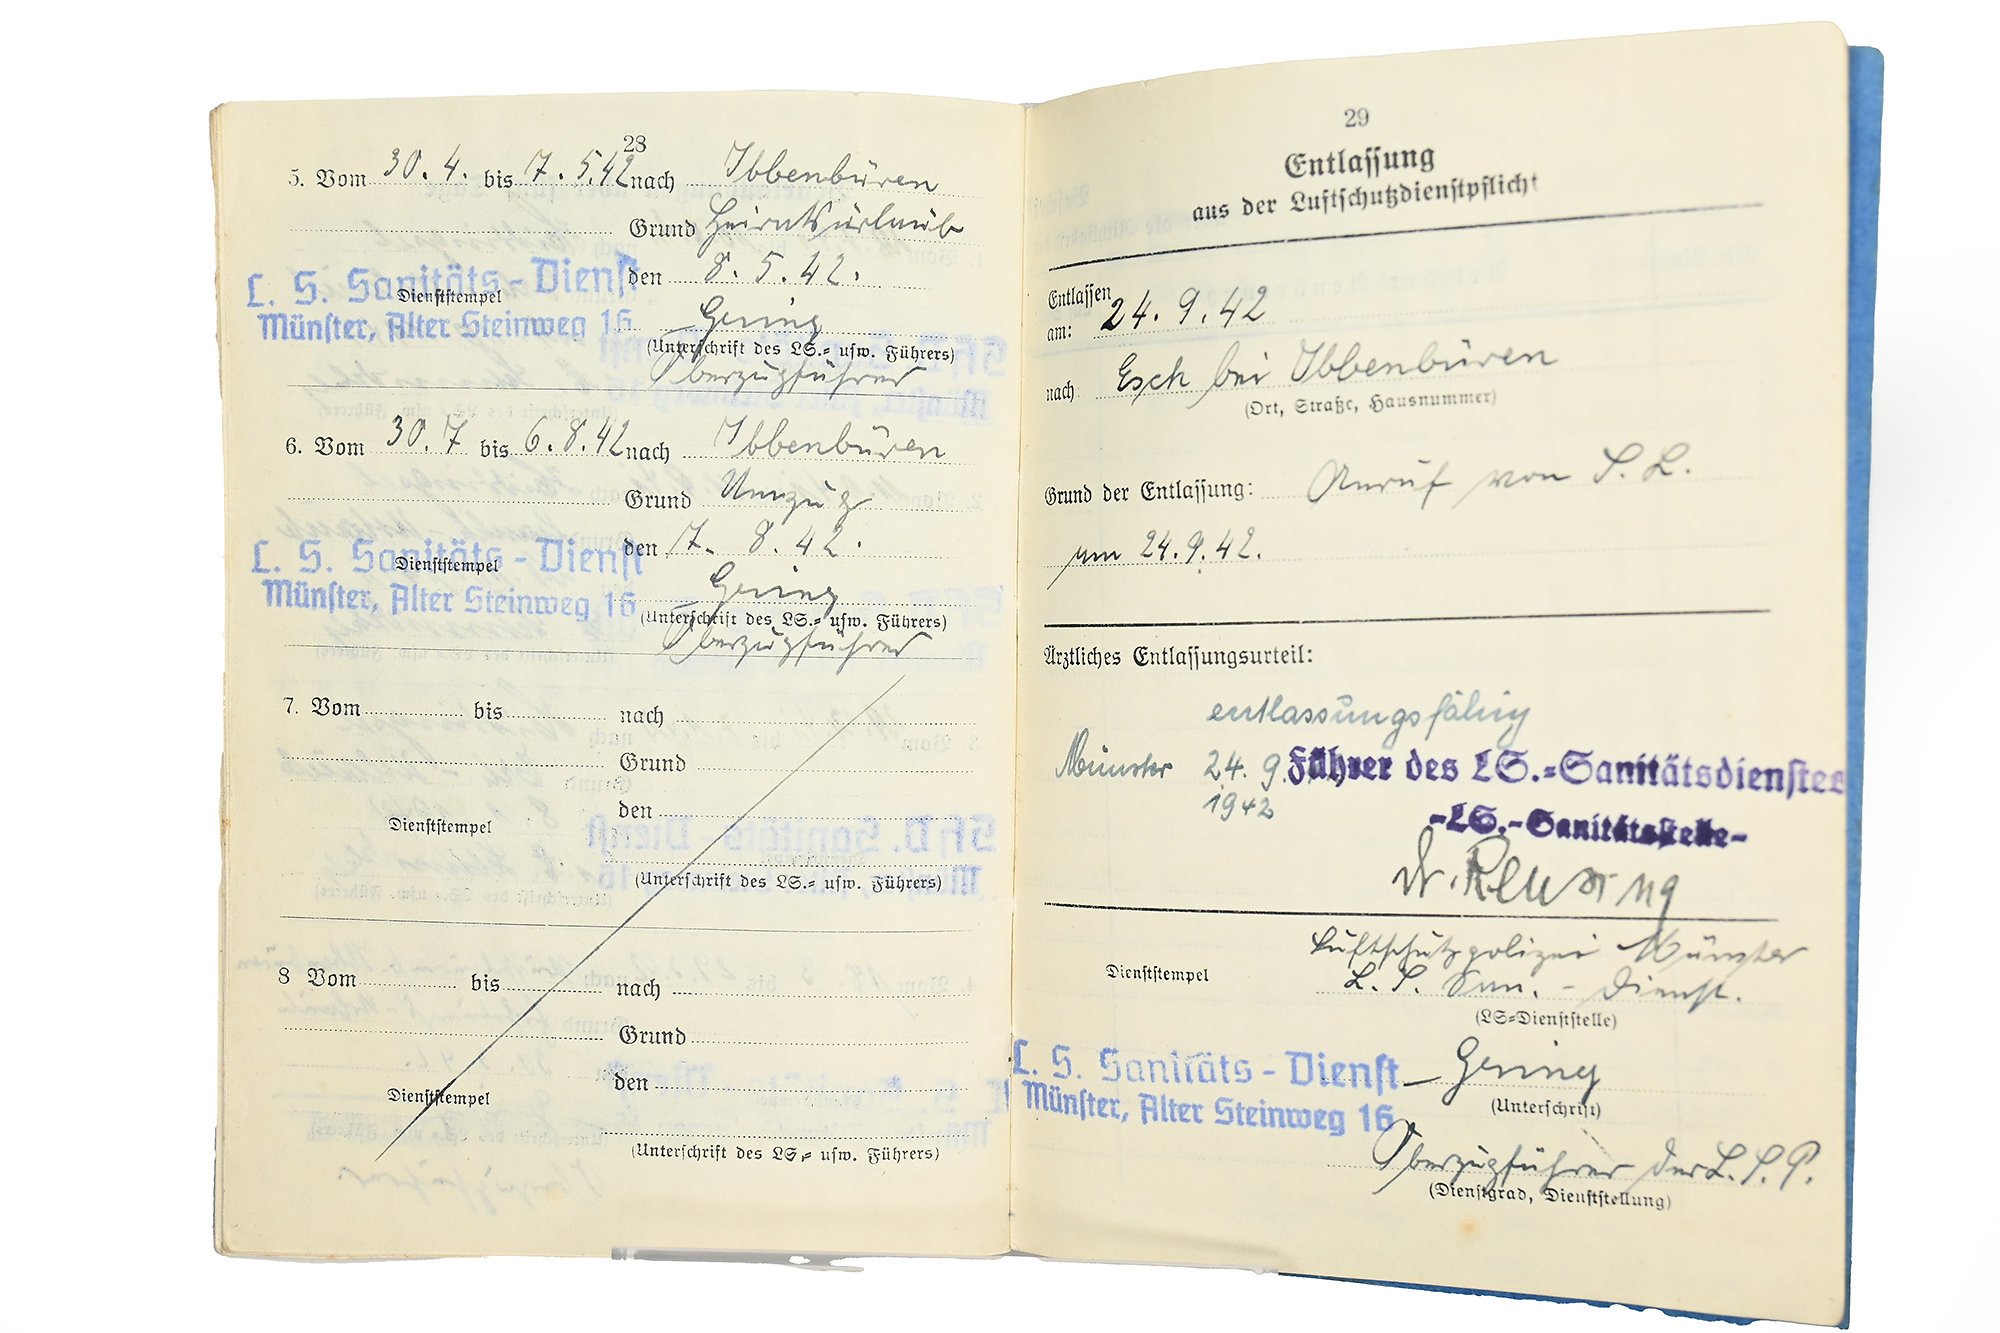 28
5. Vom 30. 4. bis 7. 5. 42 nach Ibbenbüren
Grund Heiratsurlaub
L. S. Sanitäts-Dienst den 8. 5. 42.
Dienststempel
Münster, Alter Steinweg 16 Gering
(Unterschrift des LS.= usw. Führers)
Oberzugführer
6. Vom 30. 7 bis 6. 8. 42 nach Ibbenbüren
Grund Umzug
L. S. Sanitäts-Dienst den 7. 8. 42.
Dienststempel
Münster, Alter Steinweg 16 Gering
(Unterschrift des LS.= usw. Führers)
Oberzugführer
7. Vom bis nach
Grund
den
Dienststempel
(Unterschrift des LS.= usw. Führers)
8 Vom bis nach
Grund
den
Dienststempel
(Unterschrift des LS.= usw. Führers)
29
Entlassung
aus der Luftschutzdienstpflicht
Entlassen
am: 24. 9. 42
nach Esch bei Ibbenbüren
(Ort, Straße, Hausnummer)
Grund der Entlassung: Anruf von S. L.
am 24. 9. 42.
Ärztliches Entlassungsurteil:
entlassungsfähig
Münster 24. 9. Führer des LS.=Sanitätsdienstes
1942
-LS.-Sanitätsstelle-
Dr.
Luftschutzpolizei Münster
Dienststempel L. S. San. - Dienst.
(LS=Dienststelle)
L. S. Sanitäts-Dienst Gering
Münster, Alter Steinweg 16 (Unterschrift)
Oberzugführer der L. S. P.
(Dienstgrad, Dienststellung)